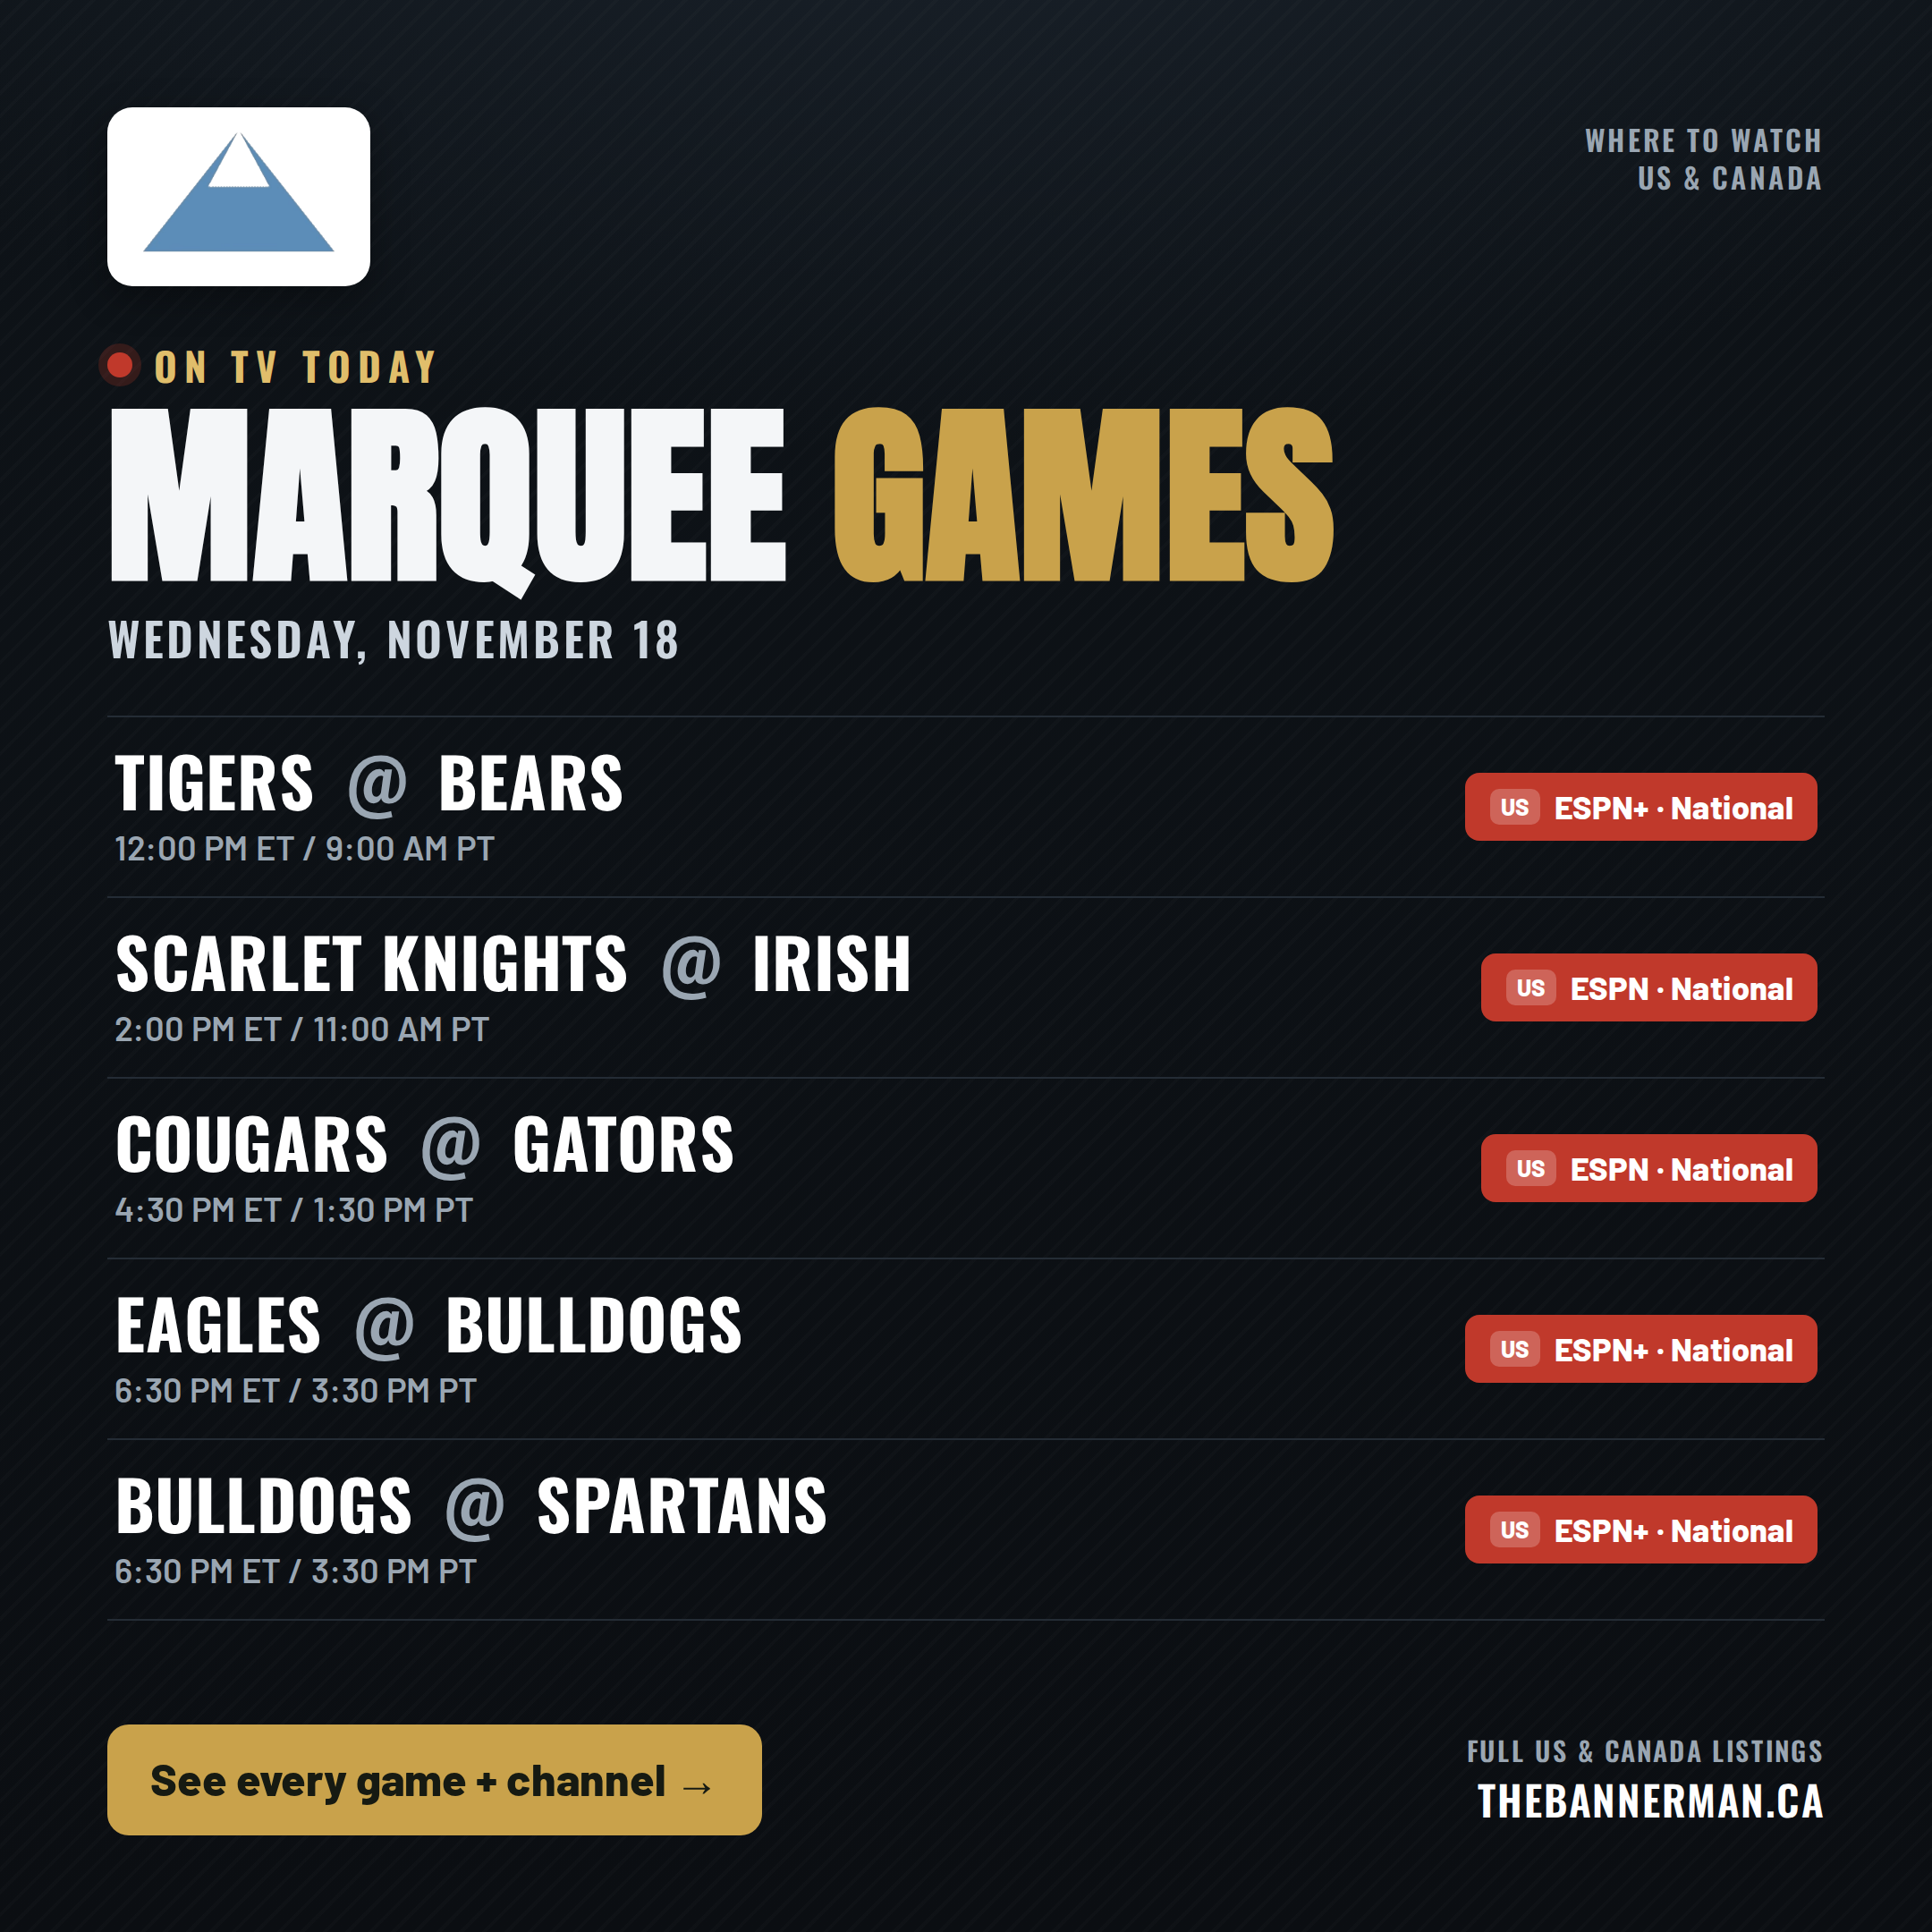 WHERE TO WATCH
US & CANADA
ON TV TODAY
MARQUEE GAMES
WEDNESDAY, NOVEMBER 18
TIGERS @ BEARS
12:00 PM ET / 9:00 AM PT
US ESPN+ · National
SCARLET KNIGHTS @ IRISH
2:00 PM ET / 11:00 AM PT
US ESPN · National
COUGARS @ GATORS
4:30 PM ET / 1:30 PM PT
US ESPN · National
EAGLES @ BULLDOGS
6:30 PM ET / 3:30 PM PT
US ESPN+ · National
BULLDOGS @ SPARTANS
6:30 PM ET / 3:30 PM PT
US ESPN+ · National
See every game + channel →
FULL US & CANADA LISTINGS
THEBANNERMAN.CA